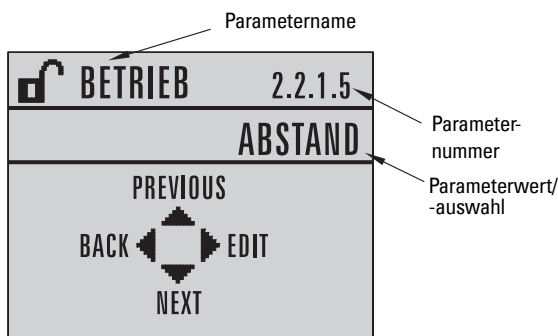 Parametername
BETRIEB 2.2.1.5
ABSTAND
Parameter-
nummer
Parameterwert/
-auswahl
PREVIOUS
BACK EDIT
NEXT